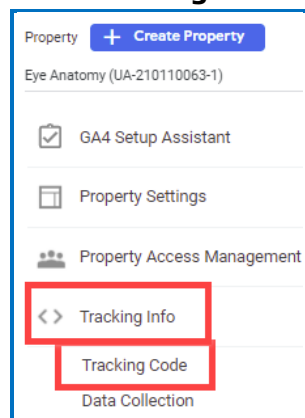 Property + Create Property
Eye Anatomy (UA-210110063-1)
GA4 Setup Assistant
Property Settings
Property Access Management
<> Tracking Info
Tracking Code
Data Collection